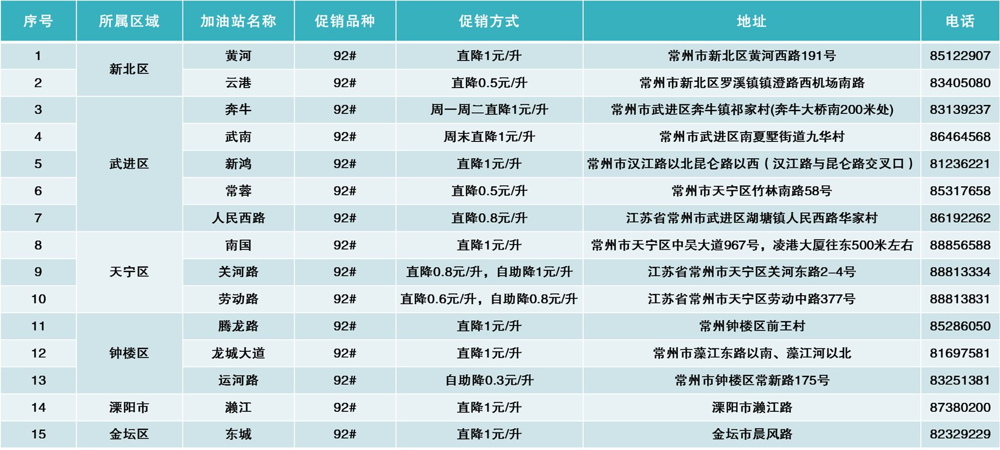 序号 所属区域 加油站名称 促销品种 促销方式 地址 电话
1 新北区 黄河 92# 直降1元/升 常州市新北区黄河西路191号 85122907
2 云港 92# 直降0.5元/升 常州市新北区罗溪镇镇澄路西机场南路 83405080
3 武进区 奔牛 92# 周一周二直降1元/升 常州市武进区奔牛镇祁家村(奔牛大桥南200米处) 83139237
4 武南 92# 周末直降1元/升 常州市武进区南夏墅街道九华村 86464568
5 新鸿 92# 直降1元/升 常州市汉江路以北昆仑路以西（汉江路与昆仑路交叉口） 81236221
6 常蓉 92# 直降0.5元/升 常州市天宁区竹林南路58号 85317658
7 人民西路 92# 直降0.8元/升 江苏省常州市武进区湖塘镇人民西路华家村 86192262
8 天宁区 南国 92# 直降1元/升 常州市天宁区中吴大道967号，凌港大厦往东500米左右 88856588
9 关河路 92# 直降0.8元/升，自助降1元/升 江苏省常州市天宁区关河东路2-4号 88813334
10 劳动路 92# 直降0.6元/升，自助降0.8元/升 江苏省常州市天宁区劳动中路377号 88813831
11 钟楼区 腾龙路 92# 直降1元/升 常州钟楼区前王村 85286050
12 龙城大道 92# 直降1元/升 常州市藻江东路以南、藻江河以北 81697581
13 运河路 92# 自助降0.3元/升 常州市钟楼区常新路175号 83251381
14 溧阳市 濑江 92# 直降1元/升 溧阳市濑江路 87380200
15 金坛区 东城 92# 直降1元/升 金坛市晨风路 82329229